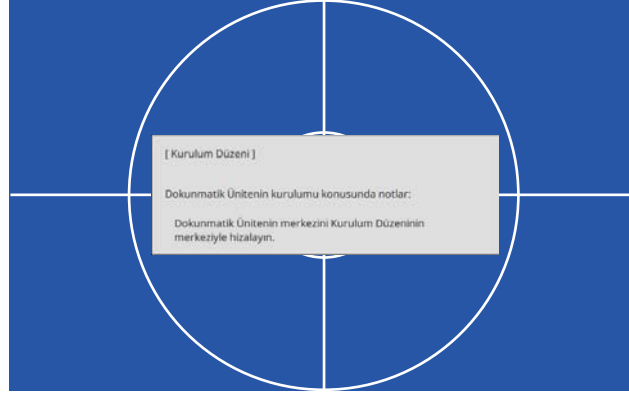 [ Kurulum Düzeni ]
Dokunmatik Ünitenin kurulumu konusunda notlar:
Dokunmatik Ünitenin merkezini Kurulum Düzeninin
merkeziyle hizalayın.